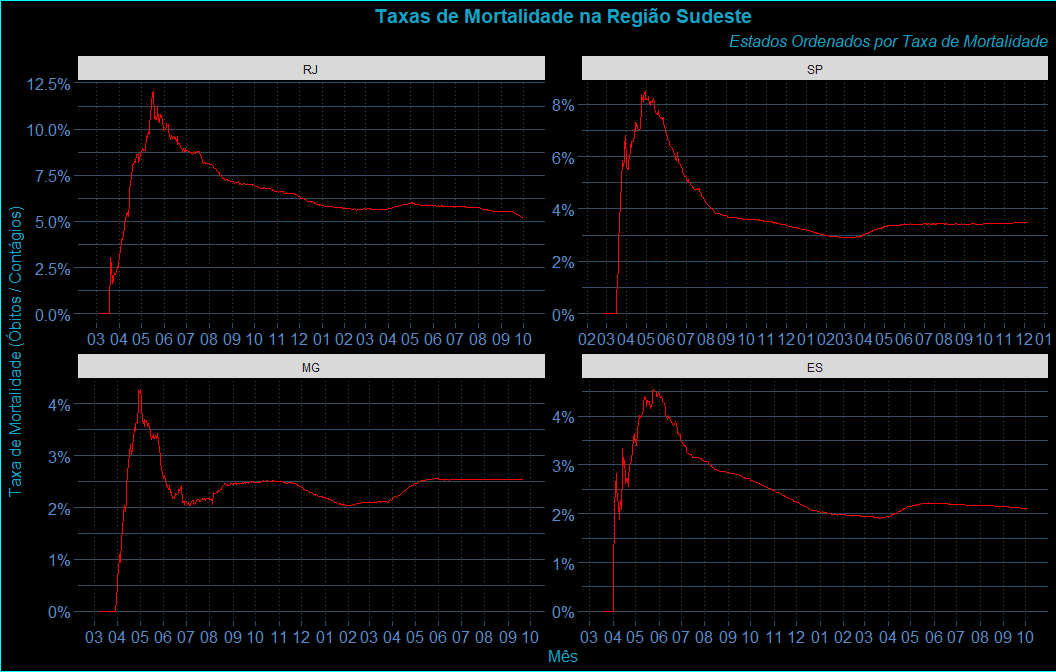 Taxas de Mortalidade na Região Sudeste
Estados Ordenados por Taxa de Mortalidade
Taxa de Mortalidade (Óbitos / Contágios)
RJ
12.5%
10.0%
7.5%
5.0%
2.5%
0.0%
03 04 05 06 07 08 09 10 11 12 01 02 03 04 05 06 07 08 09 10
SP
8%
6%
4%
2%
0%
02 03 04 05 06 07 08 09 10 11 12 01 02 03 04 05 06 07 08 09 10 11 12 01
MG
4%
3%
2%
1%
0%
03 04 05 06 07 08 09 10 11 12 01 02 03 04 05 06 07 08 09 10
ES
4%
3%
2%
1%
0%
03 04 05 06 07 08 09 10 11 12 01 02 03 04 05 06 07 08 09 10
Mês